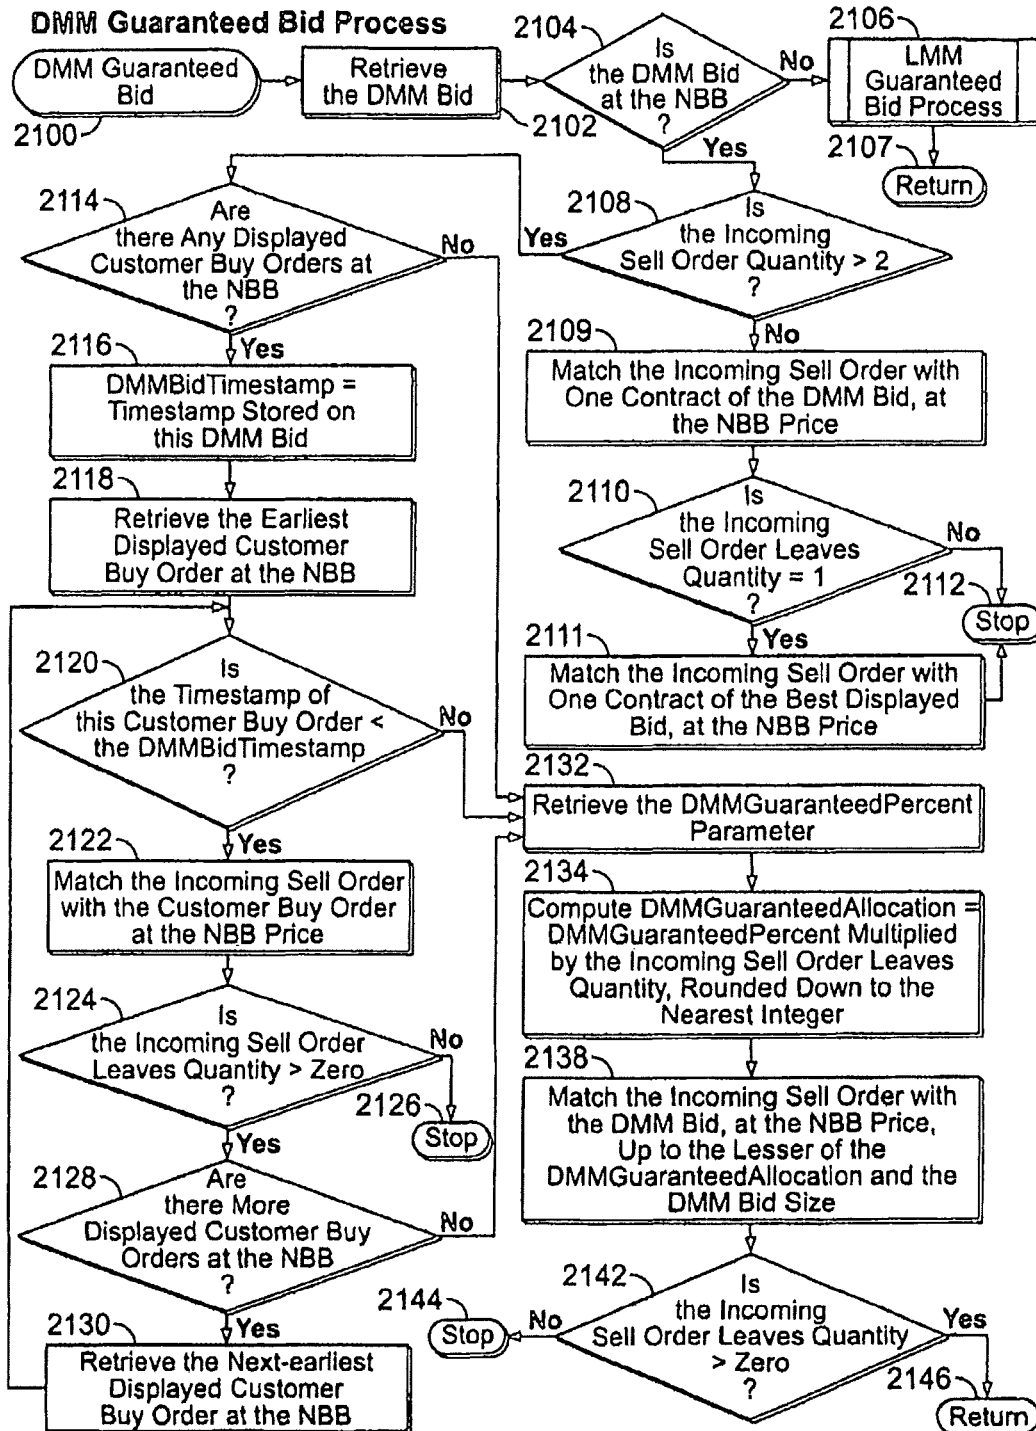 DMM Guaranteed Bid Process
DMM Guaranteed
Bid
2100
Retrieve
the DMM Bid
2102
2104
Is
the DMM Bid
at the NBB
?
No
Yes
2106
LMM
Guaranteed
Bid Process
2107
Return
2108
Is
the Incoming
Sell Order Quantity > 2
?
Yes
No
2109
Match the Incoming Sell Order with
One Contract of the DMM Bid, at
the NBB Price
2110
Is
the Incoming
Sell Order Leaves
Quantity = 1
?
No
2112
Stop
Yes
2111
Match the Incoming Sell Order with
One Contract of the Best Displayed
Bid, at the NBB Price
2114
Are
there Any Displayed
Customer Buy Orders at
the NBB
?
No
Yes
2116
DMMBidTimestamp =
Timestamp Stored on
this DMM Bid
2118
Retrieve the Earliest
Displayed Customer
Buy Order at the NBB
2120
Is
the Timestamp of
this Customer Buy Order <
the DMMBidTimestamp
?
No
Yes
2122
Match the Incoming Sell Order
with the Customer Buy Order
at the NBB Price
2124
Is
the Incoming Sell Order
Leaves Quantity > Zero
?
No
2126
Stop
Yes
2128
Are
there More
Displayed Customer Buy
Orders at the NBB
?
No
Yes
2130
Retrieve the Next-earliest
Displayed Customer
Buy Order at the NBB
2132
Retrieve the DMMGuaranteedPercent
Parameter
2134
Compute DMMGuaranteedAllocation =
DMMGuaranteedPercent Multiplied
by the Incoming Sell Order Leaves
Quantity, Rounded Down to the
Nearest Integer
2138
Match the Incoming Sell Order with
the DMM Bid, at the NBB Price,
Up to the Lesser of the
DMMGuaranteedAllocation and the
DMM Bid Size
2142
Is
the Incoming
Sell Order Leaves Quantity
> Zero
?
No
2144
Stop
Yes
2146
Return